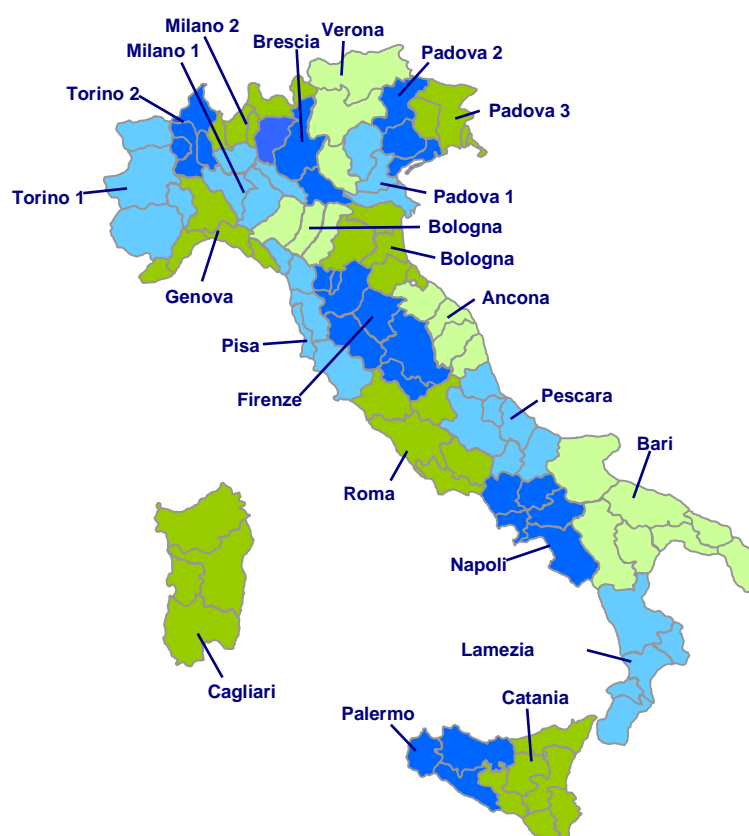 Milano 2
Verona
Brescia
Milano 1
Padova 2
Torino 2
Padova 3
Torino 1
Padova 1
Bologna
Bologna
Genova
Ancona
Pisa
Firenze
Pescara
Bari
Roma
Napoli
Lamezia
Cagliari
Catania
Palermo